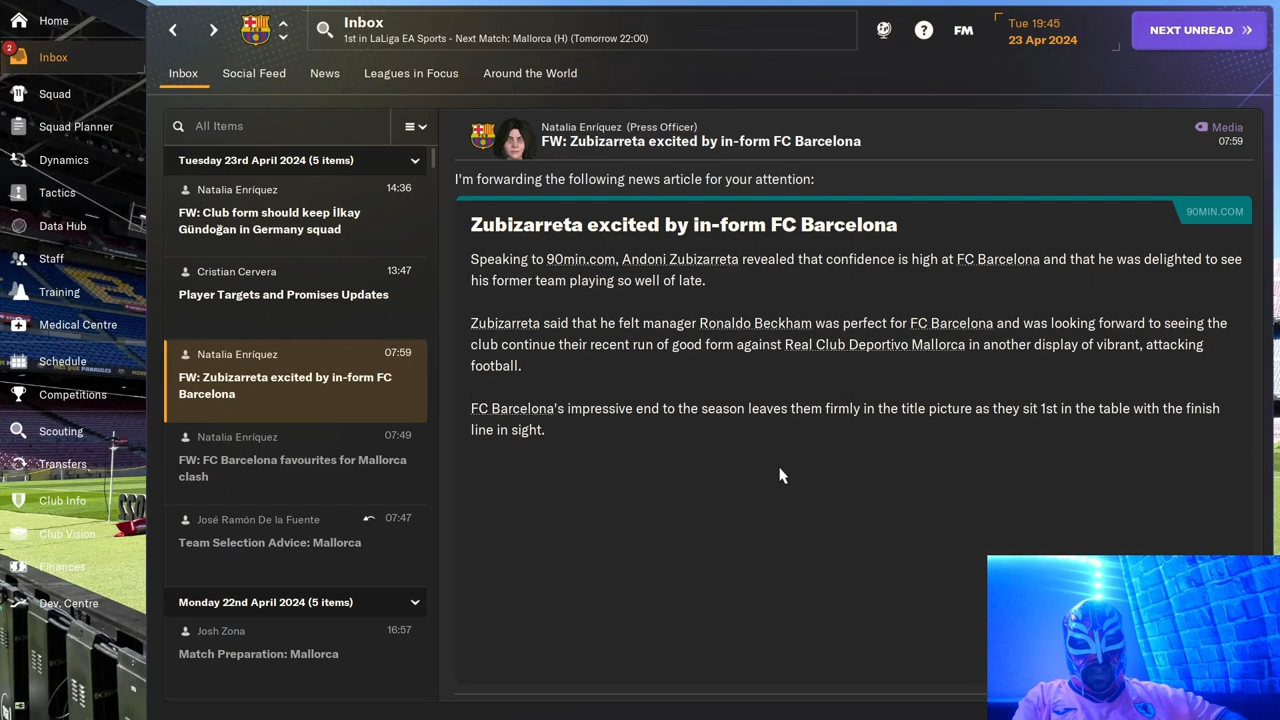 Home
2
Inbox
Squad
Squad Planner
Dynamics
Tactics
Data Hub
Staff
Training
Medical Centre
Schedule
Competitions
Scouting
Transfers
Club Info
Club Vision
Finances
Dev. Centre
Inbox
1st in LaLiga EA Sports - Next Match: Mallorca (H) (Tomorrow 22:00)
?
FM
Tue 19:45
23 Apr 2024
NEXT UNREAD
Inbox Social Feed News Leagues in Focus Around the World
All Items
Tuesday 23rd April 2024 (5 items)
Natalia Enríquez 14:36
FW: Club form should keep İlkay
Gündoğan in Germany squad
Cristian Cervera 13:47
Player Targets and Promises Updates
Natalia Enríquez 07:59
FW: Zubizarreta excited by in-form FC
Barcelona
Natalia Enríquez 07:49
FW: FC Barcelona favourites for Mallorca
clash
José Ramón De la Fuente 07:47
Team Selection Advice: Mallorca
Monday 22nd April 2024 (5 items)
Josh Zona 16:57
Match Preparation: Mallorca
Natalia Enríquez (Press Officer)
FW: Zubizarreta excited by in-form FC Barcelona
Media
07:59
I'm forwarding the following news article for your attention:
90MIN.COM
Zubizarreta excited by in-form FC Barcelona
Speaking to 90min.com, Andoni Zubizarreta revealed that confidence is high at FC Barcelona and that he was delighted to see
his former team playing so well of late.
Zubizarreta said that he felt manager Ronaldo Beckham was perfect for FC Barcelona and was looking forward to seeing the
club continue their recent run of good form against Real Club Deportivo Mallorca in another display of vibrant, attacking
football.
FC Barcelona's impressive end to the season leaves them firmly in the title picture as they sit 1st in the table with the finish
line in sight.